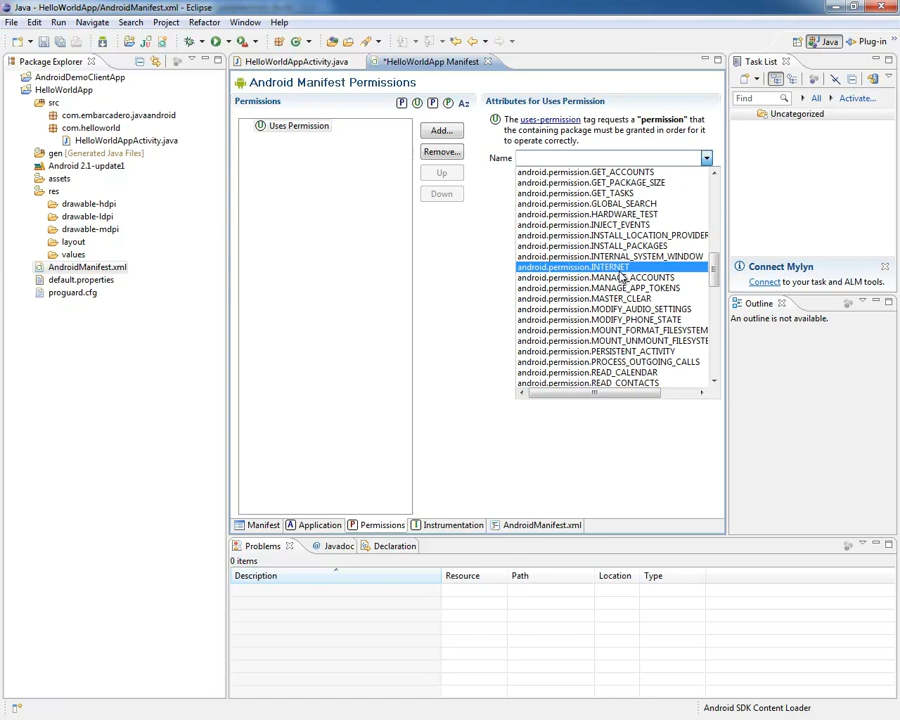 Java - HelloWorldApp/AndroidManifest.xml - Eclipse
File Edit Run Navigate Search Project Refactor Window Help
Java Plug-in
Package Explorer
HelloWorldAppActivity.java *HelloWorldApp Manifest
Task List
AndroidDemoClientApp
HelloWorldApp
src
com.embarcadero.javaandroid
com.helloworld
HelloWorldAppActivity.java
gen [Generated Java Files]
Android 2.1-update1
assets
res
drawable-hdpi
drawable-ldpi
drawable-mdpi
layout
values
AndroidManifest.xml
default.properties
proguard.cfg
Android Manifest Permissions
Permissions
P U P P Az
U Uses Permission
Add...
Remove...
Up
Down
Attributes for Uses Permission
U The uses-permission tag requests a "permission" that
the containing package must be granted in order for it
to operate correctly.
Name
android.permission.GET_ACCOUNTS
android.permission.GET_PACKAGE_SIZE
android.permission.GET_TASKS
android.permission.GLOBAL_SEARCH
android.permission.HARDWARE_TEST
android.permission.INJECT_EVENTS
android.permission.INSTALL_LOCATION_PROVIDER
android.permission.INSTALL_PACKAGES
android.permission.INTERNAL_SYSTEM_WINDOW
android.permission.INTERNET
android.permission.MANAGE_ACCOUNTS
android.permission.MANAGE_APP_TOKENS
android.permission.MASTER_CLEAR
android.permission.MODIFY_AUDIO_SETTINGS
android.permission.MODIFY_PHONE_STATE
android.permission.MOUNT_FORMAT_FILESYSTEM
android.permission.MOUNT_UNMOUNT_FILESYSTE
android.permission.PERSISTENT_ACTIVITY
android.permission.PROCESS_OUTGOING_CALLS
android.permission.READ_CALENDAR
android.permission.READ_CONTACTS
Manifest A Application P Permissions I Instrumentation AndroidManifest.xml
Find All Activate...
Uncategorized
Connect Mylyn
Connect to your task and ALM tools.
Outline
An outline is not available.
Problems @ Javadoc Declaration
0 items
Description Resource Path Location Type
Android SDK Content Loader